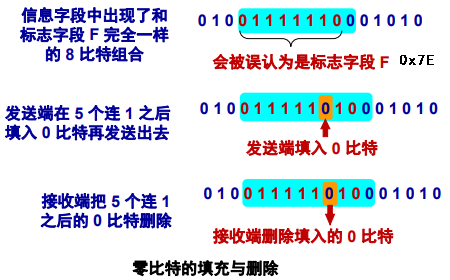 信息字段中出现了和
标志字段 F 完全一样
的 8 比特组合
0 1 0 0 1 1 1 1 1 1 0 0 0 1 0 1 0
会被误认为是标志字段 F 0x7E
发送端在 5 个连 1 之后
填入 0 比特再发送出去
0 1 0 0 1 1 1 1 1 0 1 0 0 0 1 0 1 0
发送端填入 0 比特
接收端把 5 个连 1
之后的 0 比特删除
0 1 0 0 1 1 1 1 1 0 1 0 0 0 1 0 1 0
接收端删除填入的 0 比特
零比特的填充与删除